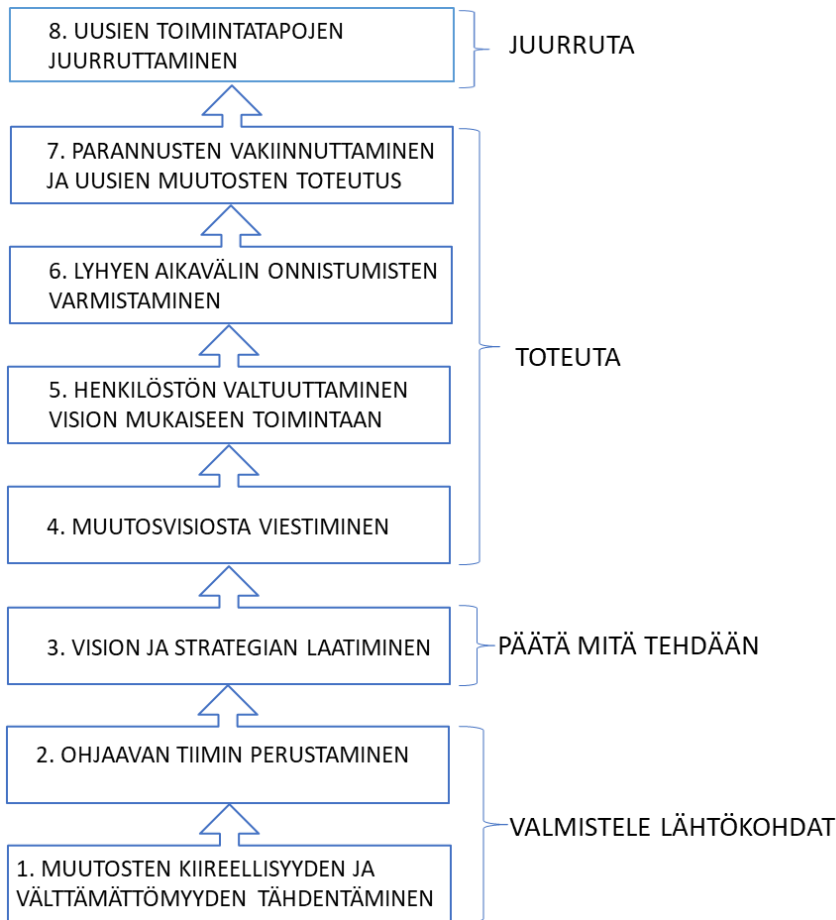 8. UUSIEN TOIMINTATAPOJEN
JUURRUTTAMINEN
JUURRUTA
7. PARANNUSTEN VAKIINNUTTAMINEN
JA UUSIEN MUUTOSTEN TOTEUTUS
6. LYHYEN AIKAVÄLIN ONNISTUMISTEN
VARMISTAMINEN
TOTEUTA
5. HENKILÖSTÖN VALTUUTTAMINEN
VISION MUKAISEEN TOIMINTAAN
4. MUUTOSVISIOSTA VIESTIMINEN
3. VISION JA STRATEGIAN LAATIMINEN
PÄÄTÄ MITÄ TEHDÄÄN
2. OHJAAVAN TIIMIN PERUSTAMINEN
VALMISTELE LÄHTÖKOHDAT
1. MUUTOSTEN KIIREELLISYYDEN JA
VÄLTTÄMÄTTÖMYYDEN TÄHDENTÄMINEN